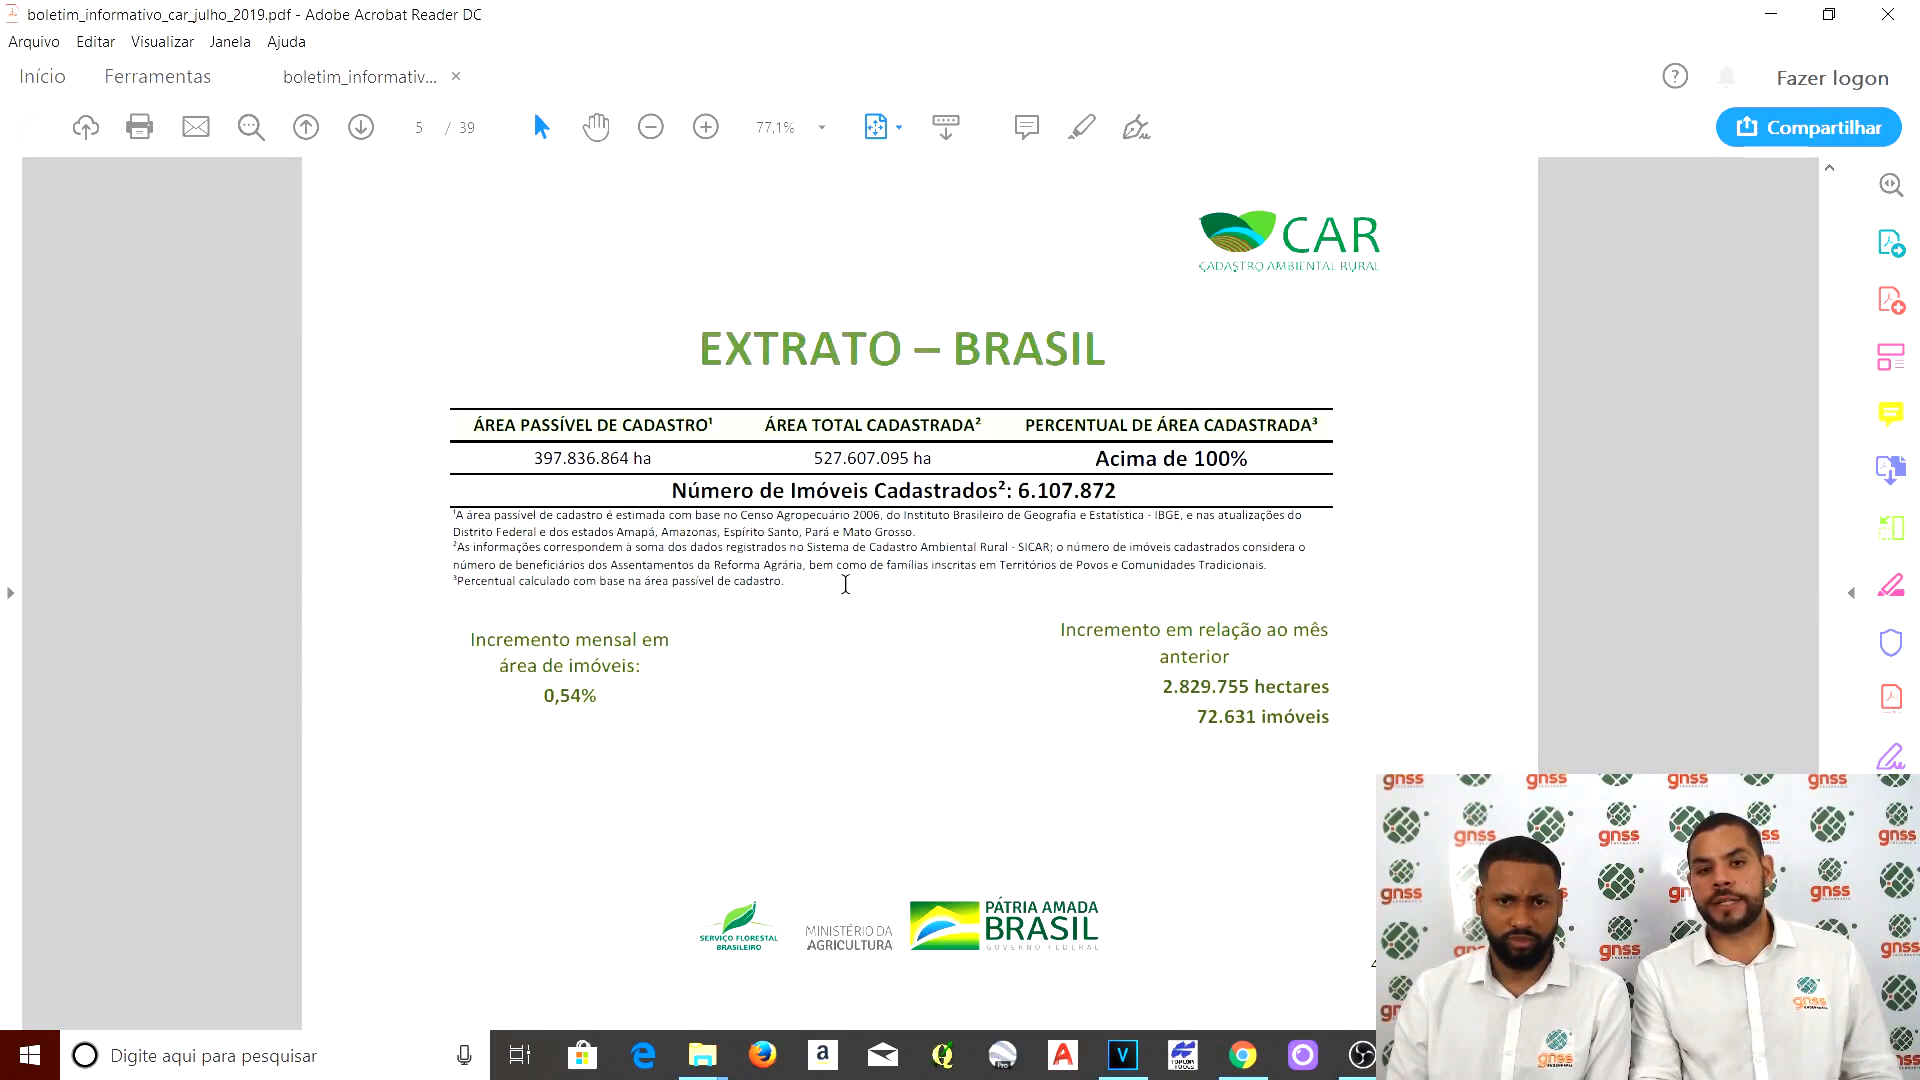 boletim_informativo_car_julho_2019.pdf - Adobe Acrobat Reader DC
Arquivo Editar Visualizar Janela Ajuda
Início Ferramentas boletim_informativ... ×
Fazer logon
5 / 39 77,1%
Compartilhar
CAR
CADASTRO AMBIENTAL RURAL
EXTRATO – BRASIL
ÁREA PASSÍVEL DE CADASTRO¹ ÁREA TOTAL CADASTRADA² PERCENTUAL DE ÁREA CADASTRADA³
397.836.864 ha 527.607.095 ha Acima de 100%
Número de Imóveis Cadastrados²: 6.107.872
¹A área passível de cadastro é estimada com base no Censo Agropecuário 2006, do Instituto Brasileiro de Geografia e Estatística - IBGE, e nas atualizações do
Distrito Federal e dos estados Amapá, Amazonas, Espírito Santo, Pará e Mato Grosso.
²As informações correspondem à soma dos dados registrados no Sistema de Cadastro Ambiental Rural - SICAR; o número de imóveis cadastrados considera o
número de beneficiários dos Assentamentos da Reforma Agrária, bem como de famílias inscritas em Territórios de Povos e Comunidades Tradicionais.
³Percentual calculado com base na área passível de cadastro.
Incremento mensal em
área de imóveis:
0,54%
Incremento em relação ao mês
anterior
2.829.755 hectares
72.631 imóveis
SERVIÇO FLORESTAL
BRASILEIRO
MINISTÉRIO DA
AGRICULTURA
PÁTRIA AMADA
BRASIL
GOVERNO FEDERAL
gnss
gnss
gnss
gnss
gnss
gnss
gnss
gnss
gnss
gnss
Digite aqui para pesquisar